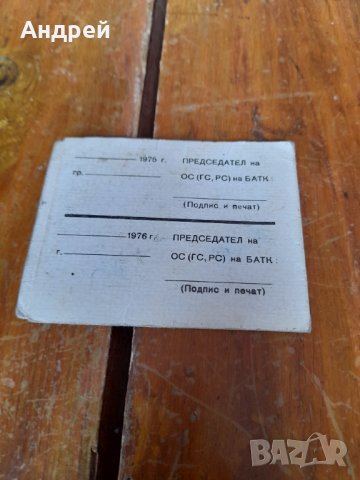 Андрей
1975 г. ПРЕДСЕДАТЕЛ на
гр. ОС (ГС, РС) на БАТК:
(Подпис и печат)
1976 г. ПРЕДСЕДАТЕЛ на
г. ОС (ГС, РС) на БАТК:
(Подпис и печат)
BAZAR